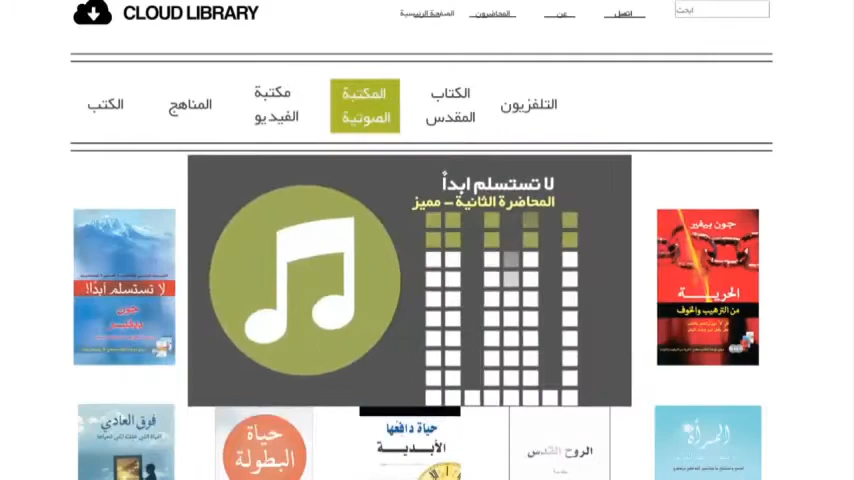 CLOUD LIBRARY
الصفحة الرئيسية
المحاضرون
عن
اتصل
ابحث
الكتب
المناهج
مكتبة
الفيديو
المكتبة
الصوتية
الكتاب
المقدس
التلفزيون
لا تستسلم ابداً
المحاضرة الثانية – مميز
لا تستسلم أبدًا!
جون بيفير
الحرية
من الترهيب والخوف
فوق العادي
حياة
البطولة
حياة دافعها
الأبدية
الروح القدس
المرأة